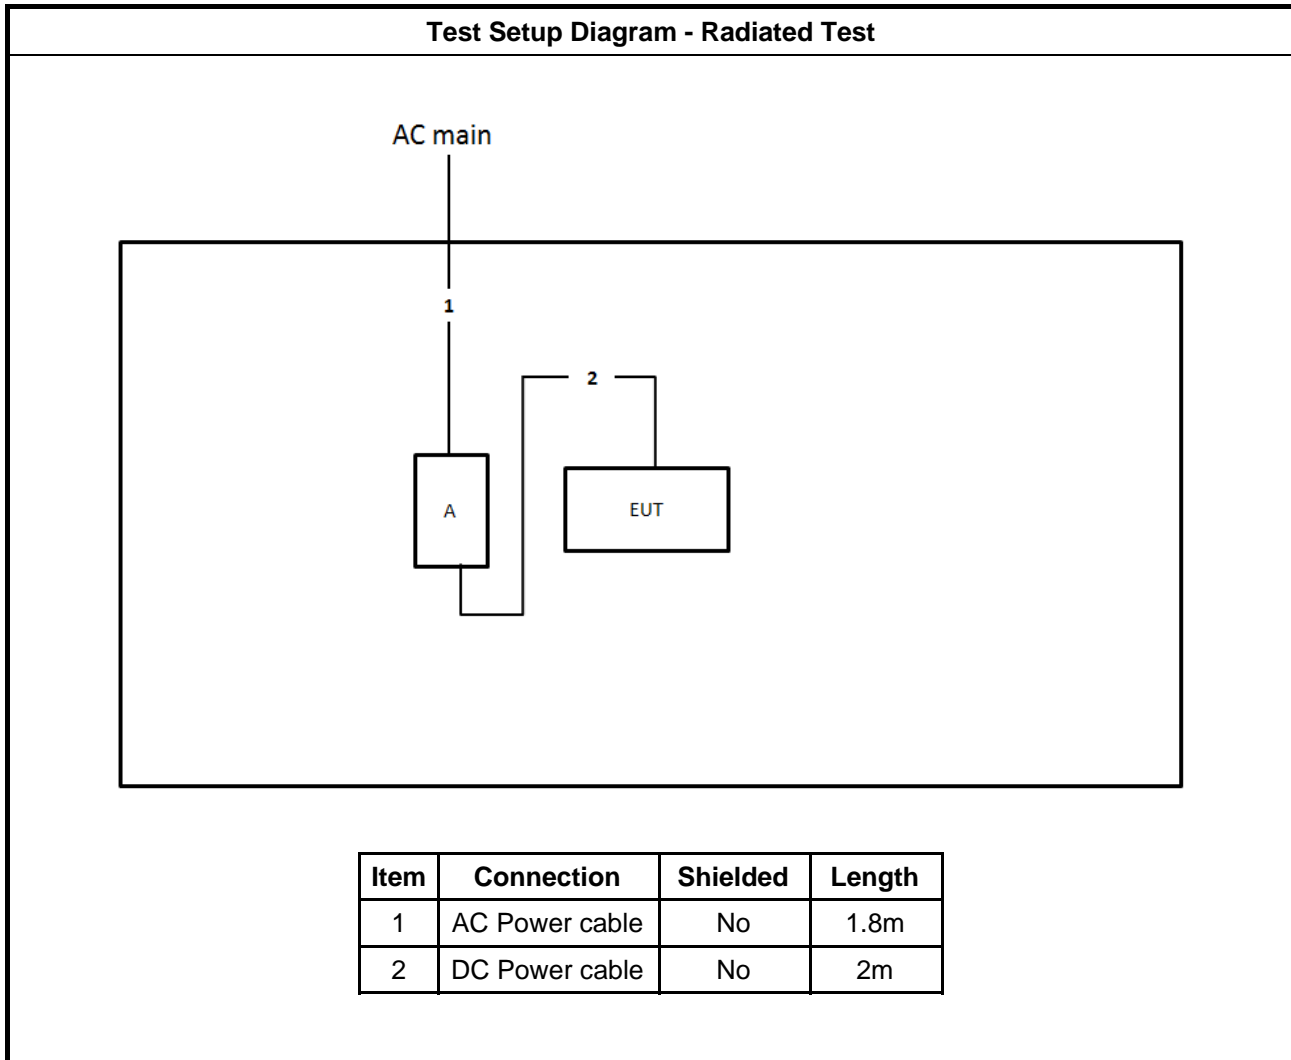 Test Setup Diagram - Radiated Test
AC main
1
2
A
EUT
Item Connection Shielded Length
1 AC Power cable No 1.8m
2 DC Power cable No 2m